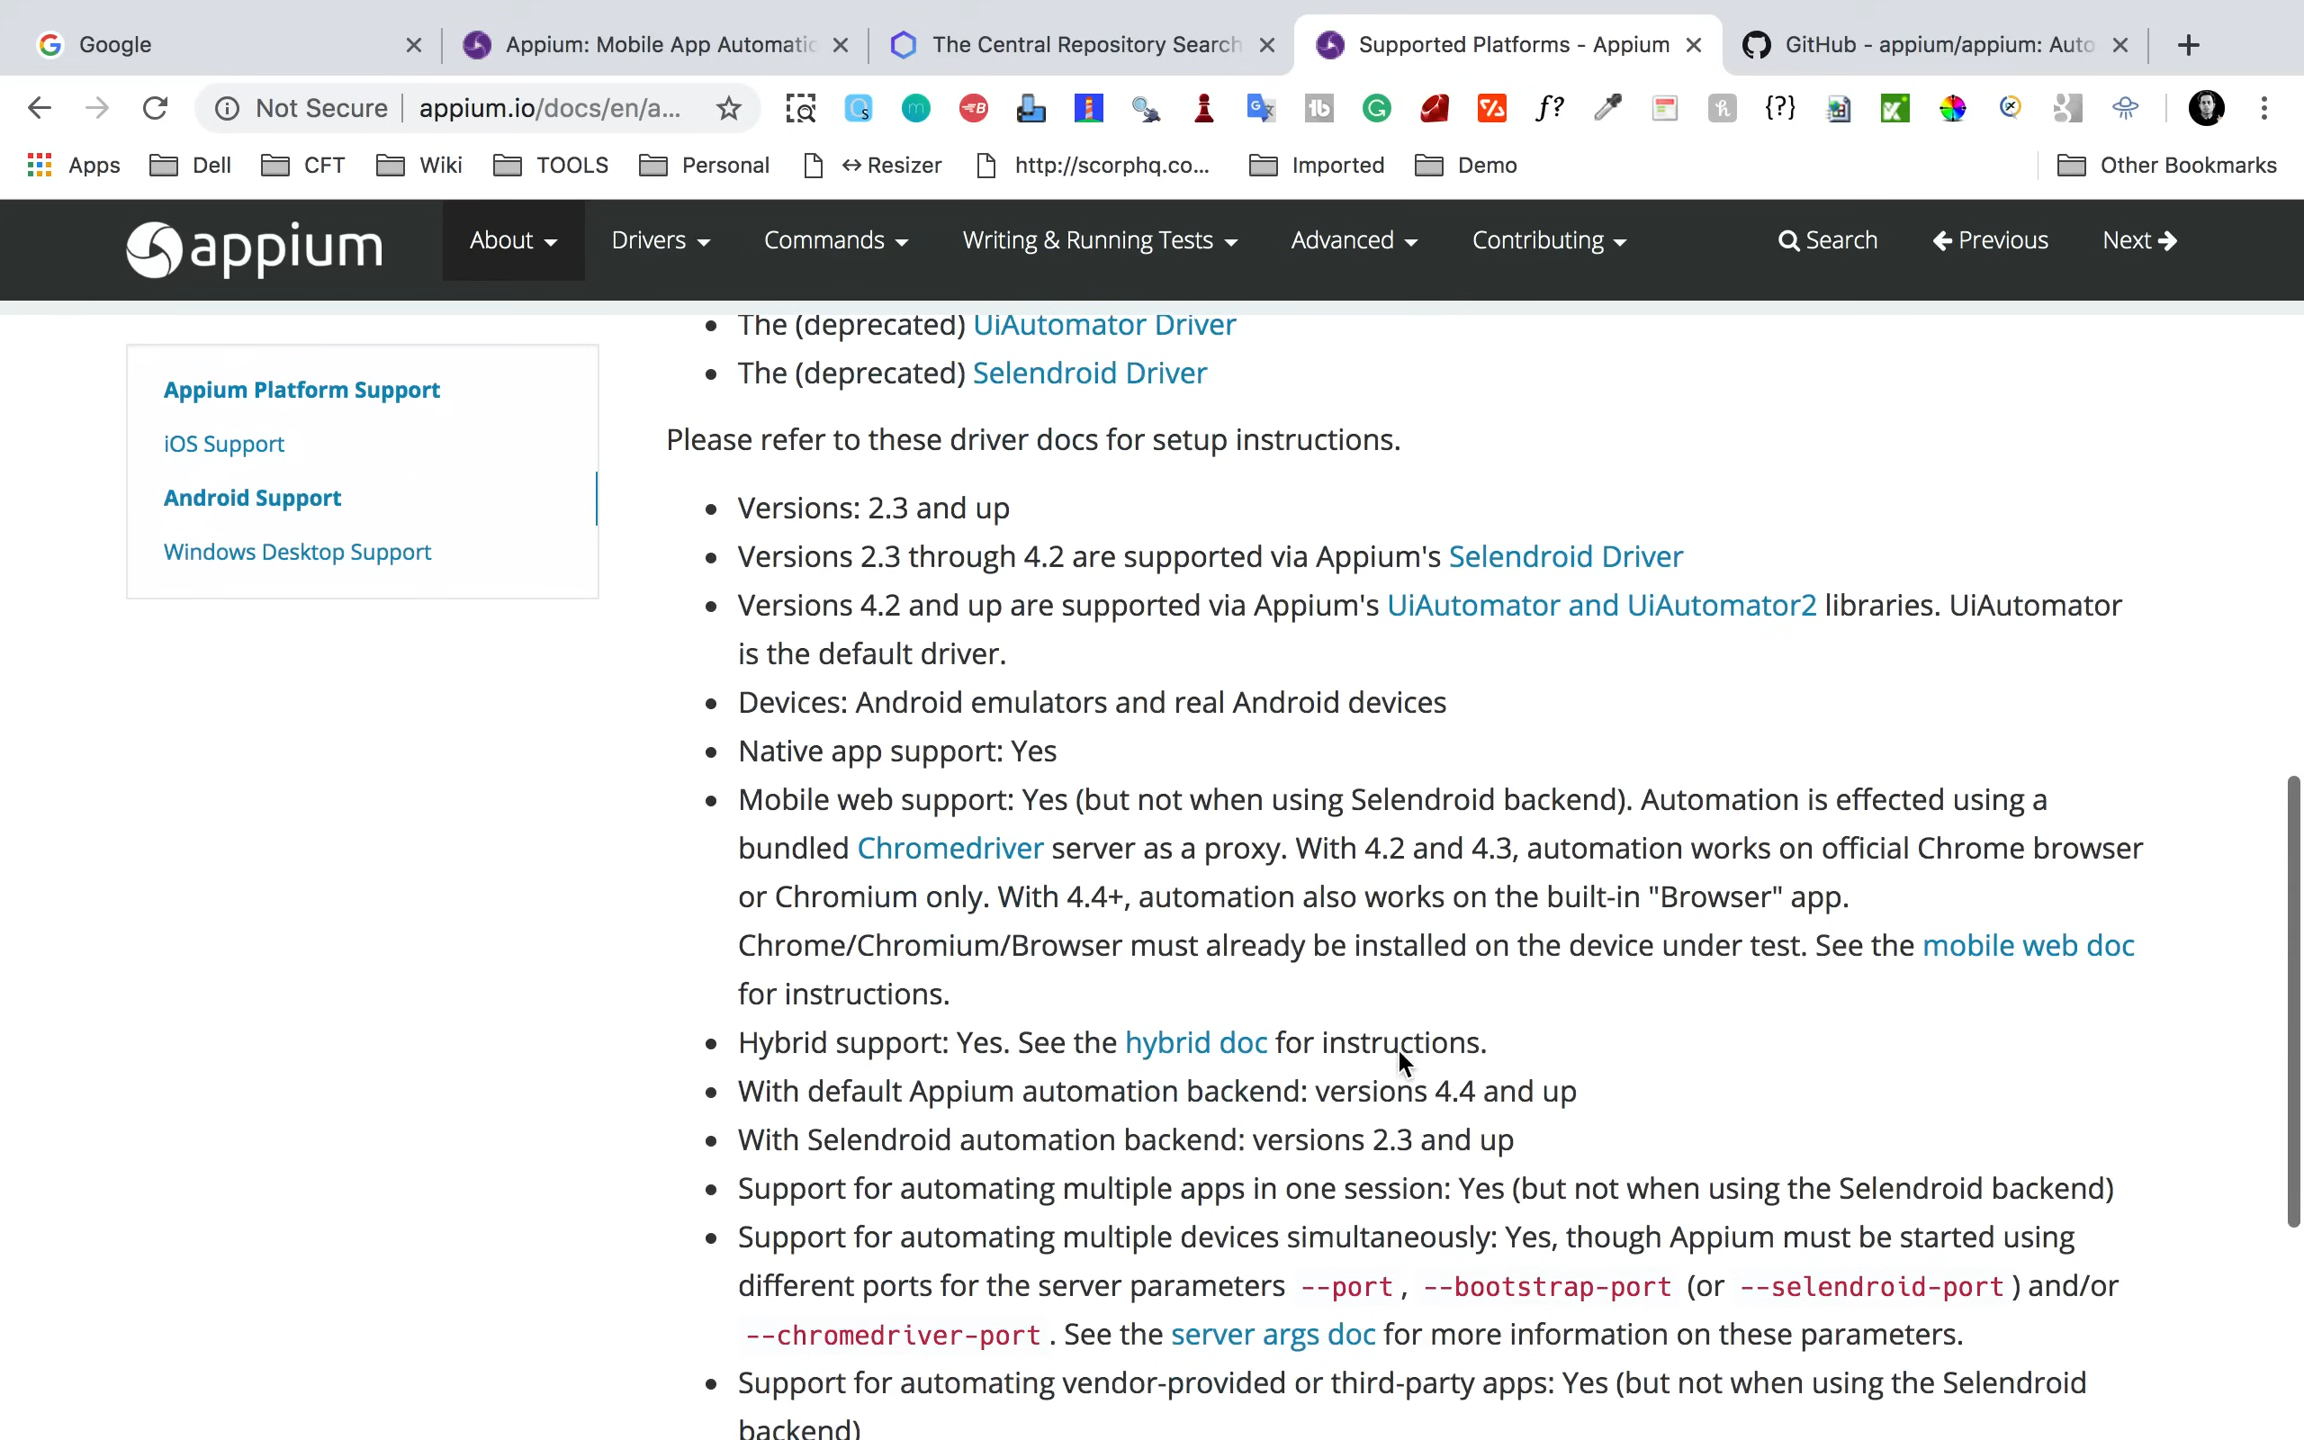 Google
Appium: Mobile App Automatic
The Central Repository Search
Supported Platforms - Appium
GitHub - appium/appium: Auto
Not Secure
appium.io/docs/en/a...
Apps
Dell
CFT
Wiki
TOOLS
Personal
↔ Resizer
http://scorphq.co...
Imported
Demo
Other Bookmarks
appium
About
Drivers
Commands
Writing & Running Tests
Advanced
Contributing
Search
Previous
Next
Appium Platform Support
iOS Support
Android Support
Windows Desktop Support
• The (deprecated) UiAutomator Driver
• The (deprecated) Selendroid Driver
Please refer to these driver docs for setup instructions.
• Versions: 2.3 and up
• Versions 2.3 through 4.2 are supported via Appium's Selendroid Driver
• Versions 4.2 and up are supported via Appium's UiAutomator and UiAutomator2 libraries. UiAutomator
is the default driver.
• Devices: Android emulators and real Android devices
• Native app support: Yes
• Mobile web support: Yes (but not when using Selendroid backend). Automation is effected using a
bundled Chromedriver server as a proxy. With 4.2 and 4.3, automation works on official Chrome browser
or Chromium only. With 4.4+, automation also works on the built-in "Browser" app.
Chrome/Chromium/Browser must already be installed on the device under test. See the mobile web doc
for instructions.
• Hybrid support: Yes. See the hybrid doc for instructions.
• With default Appium automation backend: versions 4.4 and up
• With Selendroid automation backend: versions 2.3 and up
• Support for automating multiple apps in one session: Yes (but not when using the Selendroid backend)
• Support for automating multiple devices simultaneously: Yes, though Appium must be started using
different ports for the server parameters --port, --bootstrap-port (or --selendroid-port) and/or
--chromedriver-port. See the server args doc for more information on these parameters.
• Support for automating vendor-provided or third-party apps: Yes (but not when using the Selendroid
backend)